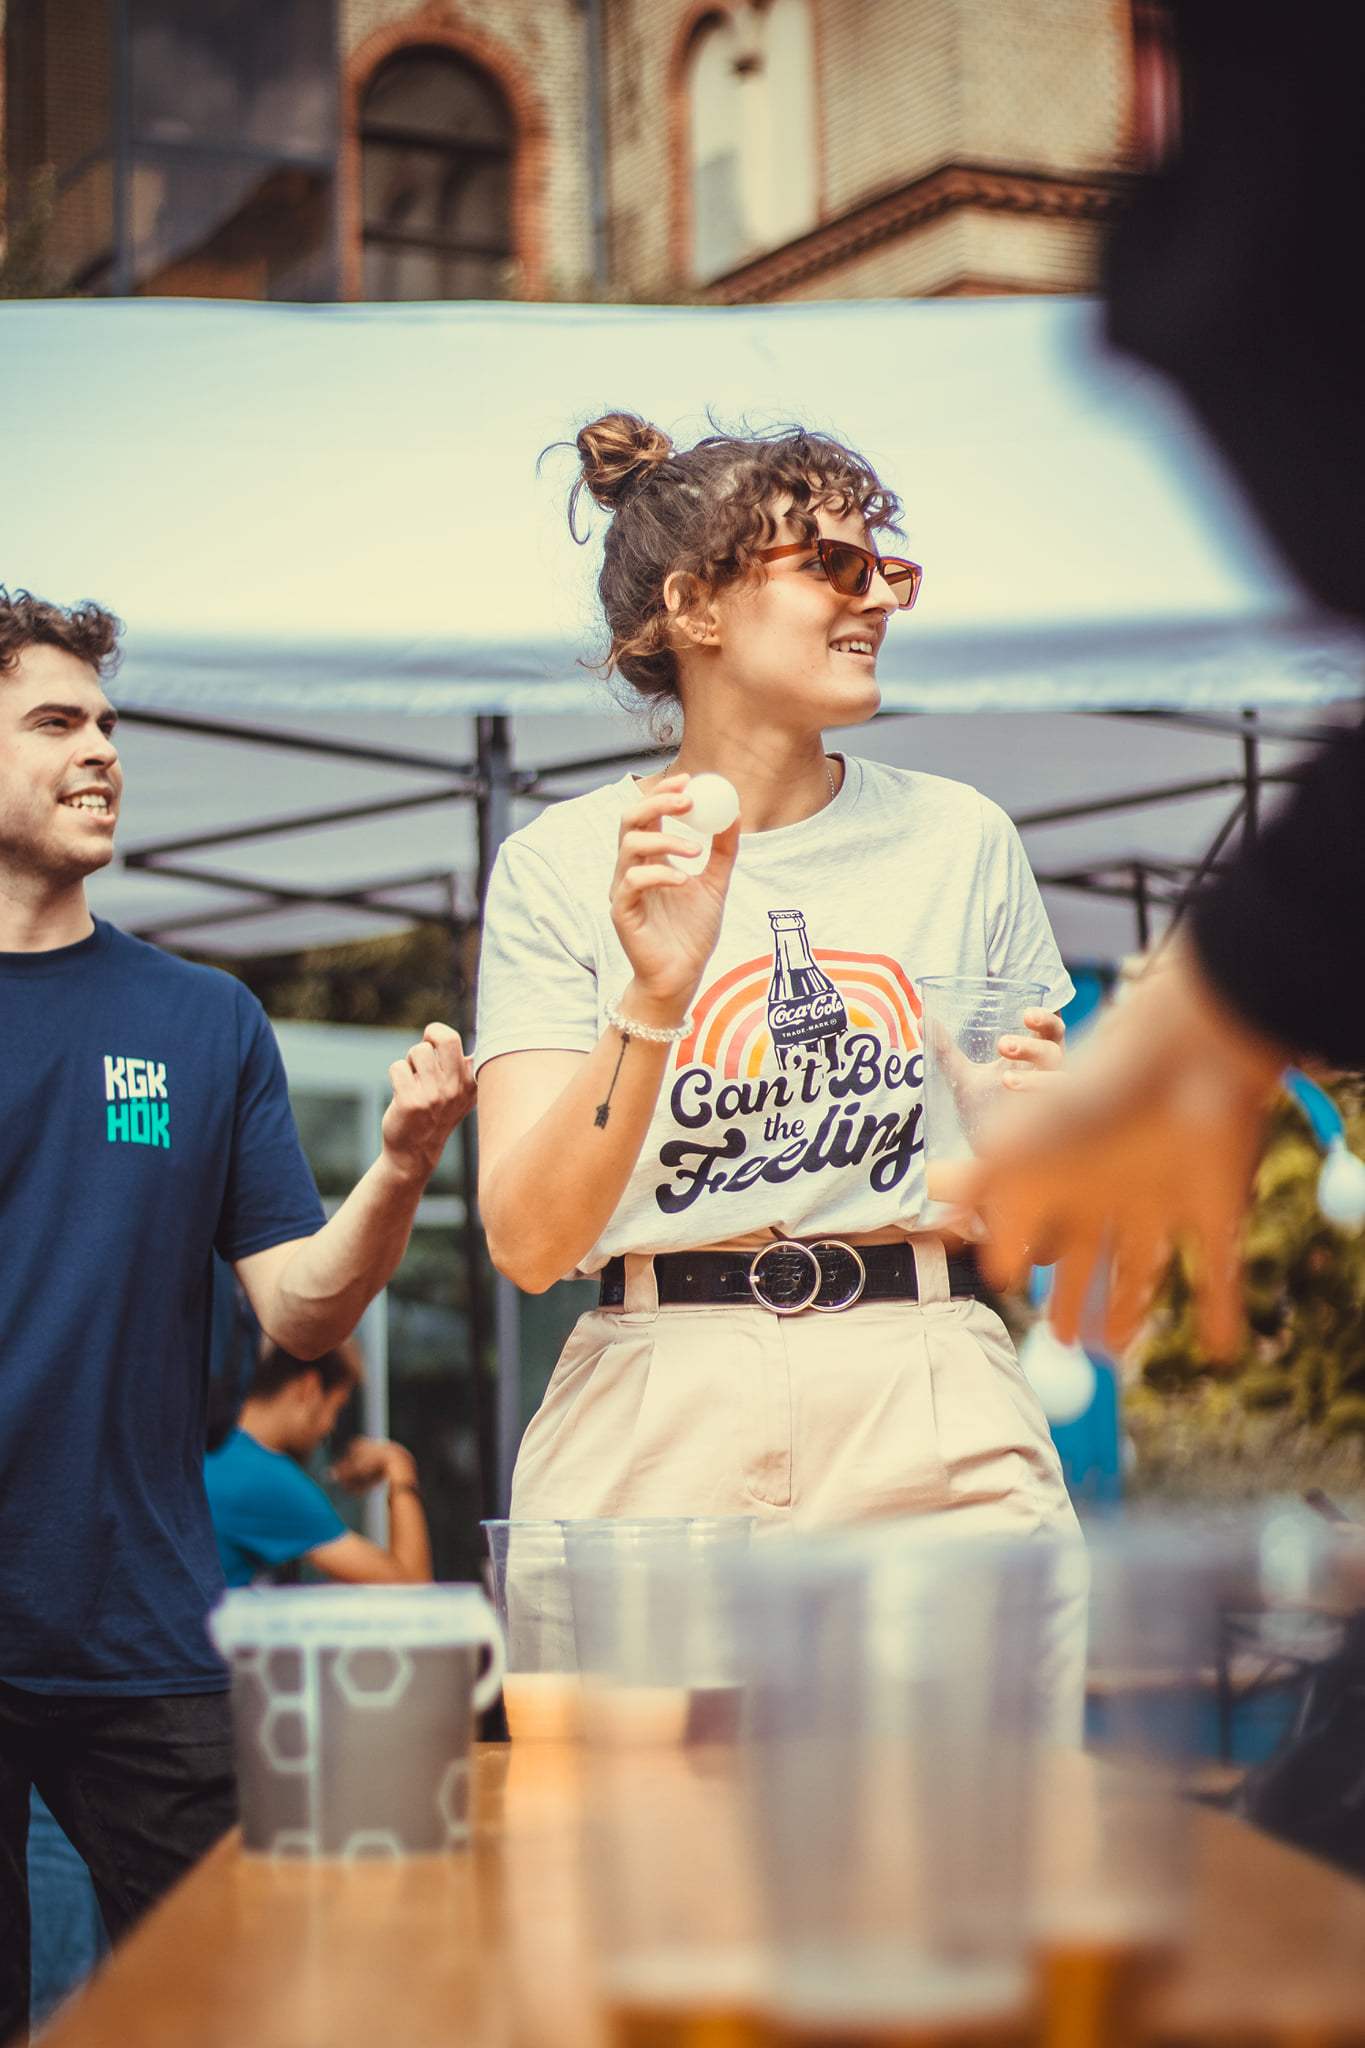 KGK
HÖK
Coca-Cola
TRADE-MARK ®
Can't Bea
the
Feeling